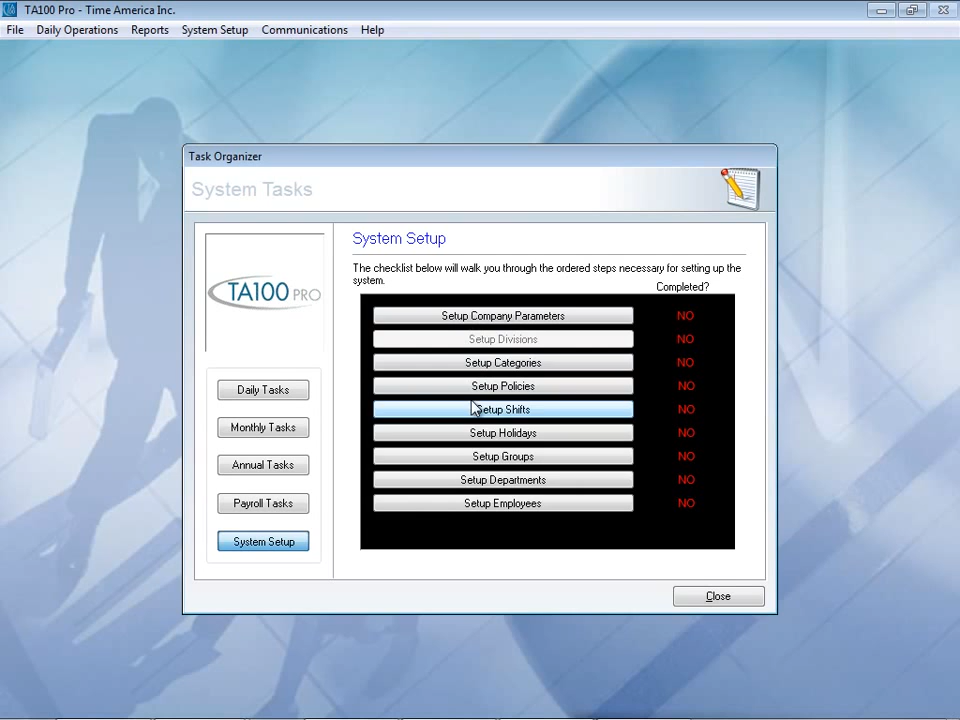 TA100 Pro - Time America Inc.
File Daily Operations Reports System Setup Communications Help
Task Organizer
System Tasks
TA100 PRO
Daily Tasks
Monthly Tasks
Annual Tasks
Payroll Tasks
System Setup
System Setup
The checklist below will walk you through the ordered steps necessary for setting up the
system.
Completed?
Setup Company Parameters NO
Setup Divisions NO
Setup Categories NO
Setup Policies NO
Setup Shifts NO
Setup Holidays NO
Setup Groups NO
Setup Departments NO
Setup Employees NO
Close